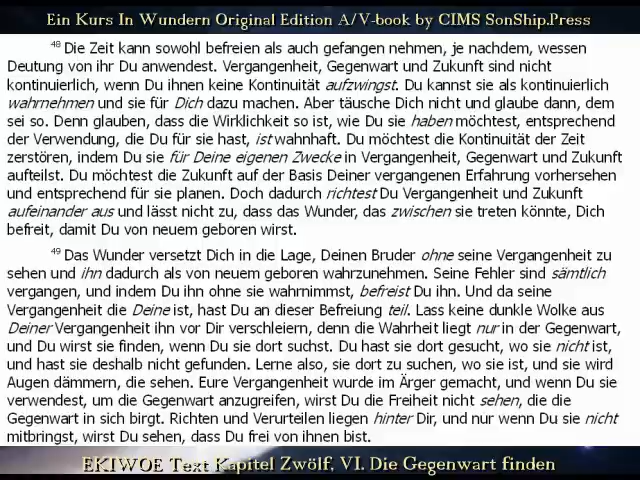 Ein Kurs In Wundern Original Edition A/V-book by CIMS SonShip.Press
48 Die Zeit kann sowohl befreien als auch gefangen nehmen, je nachdem, wessen
Deutung von ihr Du anwendest. Vergangenheit, Gegenwart und Zukunft sind nicht
kontinuierlich, wenn Du ihnen keine Kontinuität aufzwingst. Du kannst sie als kontinuierlich
wahrnehmen und sie für Dich dazu machen. Aber täusche Dich nicht und glaube dann, dem
sei so. Denn glauben, dass die Wirklichkeit so ist, wie Du sie haben möchtest, entsprechend
der Verwendung, die Du für sie hast, ist wahnhaft. Du möchtest die Kontinuität der Zeit
zerstören, indem Du sie für Deine eigenen Zwecke in Vergangenheit, Gegenwart und Zukunft
aufteilst. Du möchtest die Zukunft auf der Basis Deiner vergangenen Erfahrung vorhersehen
und entsprechend für sie planen. Doch dadurch richtest Du Vergangenheit und Zukunft
aufeinander aus und lässt nicht zu, dass das Wunder, das zwischen sie treten könnte, Dich
befreit, damit Du von neuem geboren wirst.
49 Das Wunder versetzt Dich in die Lage, Deinen Bruder ohne seine Vergangenheit zu
sehen und ihn dadurch als von neuem geboren wahrzunehmen. Seine Fehler sind sämtlich
vergangen, und indem Du ihn ohne sie wahrnimmst, befreist Du ihn. Und da seine
Vergangenheit die Deine ist, hast Du an dieser Befreiung teil. Lass keine dunkle Wolke aus
Deiner Vergangenheit ihn vor Dir verschleiern, denn die Wahrheit liegt nur in der Gegenwart,
und Du wirst sie finden, wenn Du sie dort suchst. Du hast sie dort gesucht, wo sie nicht ist,
und hast sie deshalb nicht gefunden. Lerne also, sie dort zu suchen, wo sie ist, und sie wird
Augen dämmern, die sehen. Eure Vergangenheit wurde im Ärger gemacht, und wenn Du sie
verwendest, um die Gegenwart anzugreifen, wirst Du die Freiheit nicht sehen, die die
Gegenwart in sich birgt. Richten und Verurteilen liegen hinter Dir, und nur wenn Du sie nicht
mitbringst, wirst Du sehen, dass Du frei von ihnen bist.
EKIWOE Text Kapitel Zwölf, VI. Die Gegenwart finden